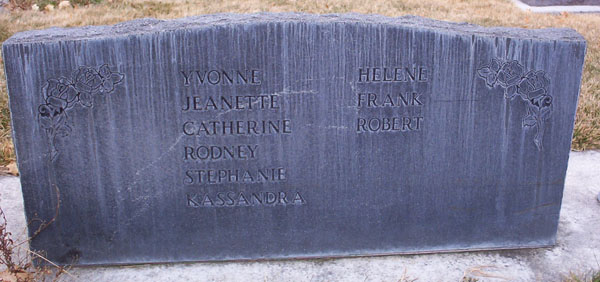 YVONNE
JEANETTE
CATHERINE
RODNEY
STEPHANIE
KASSANDRA
HELENE
FRANK
ROBERT